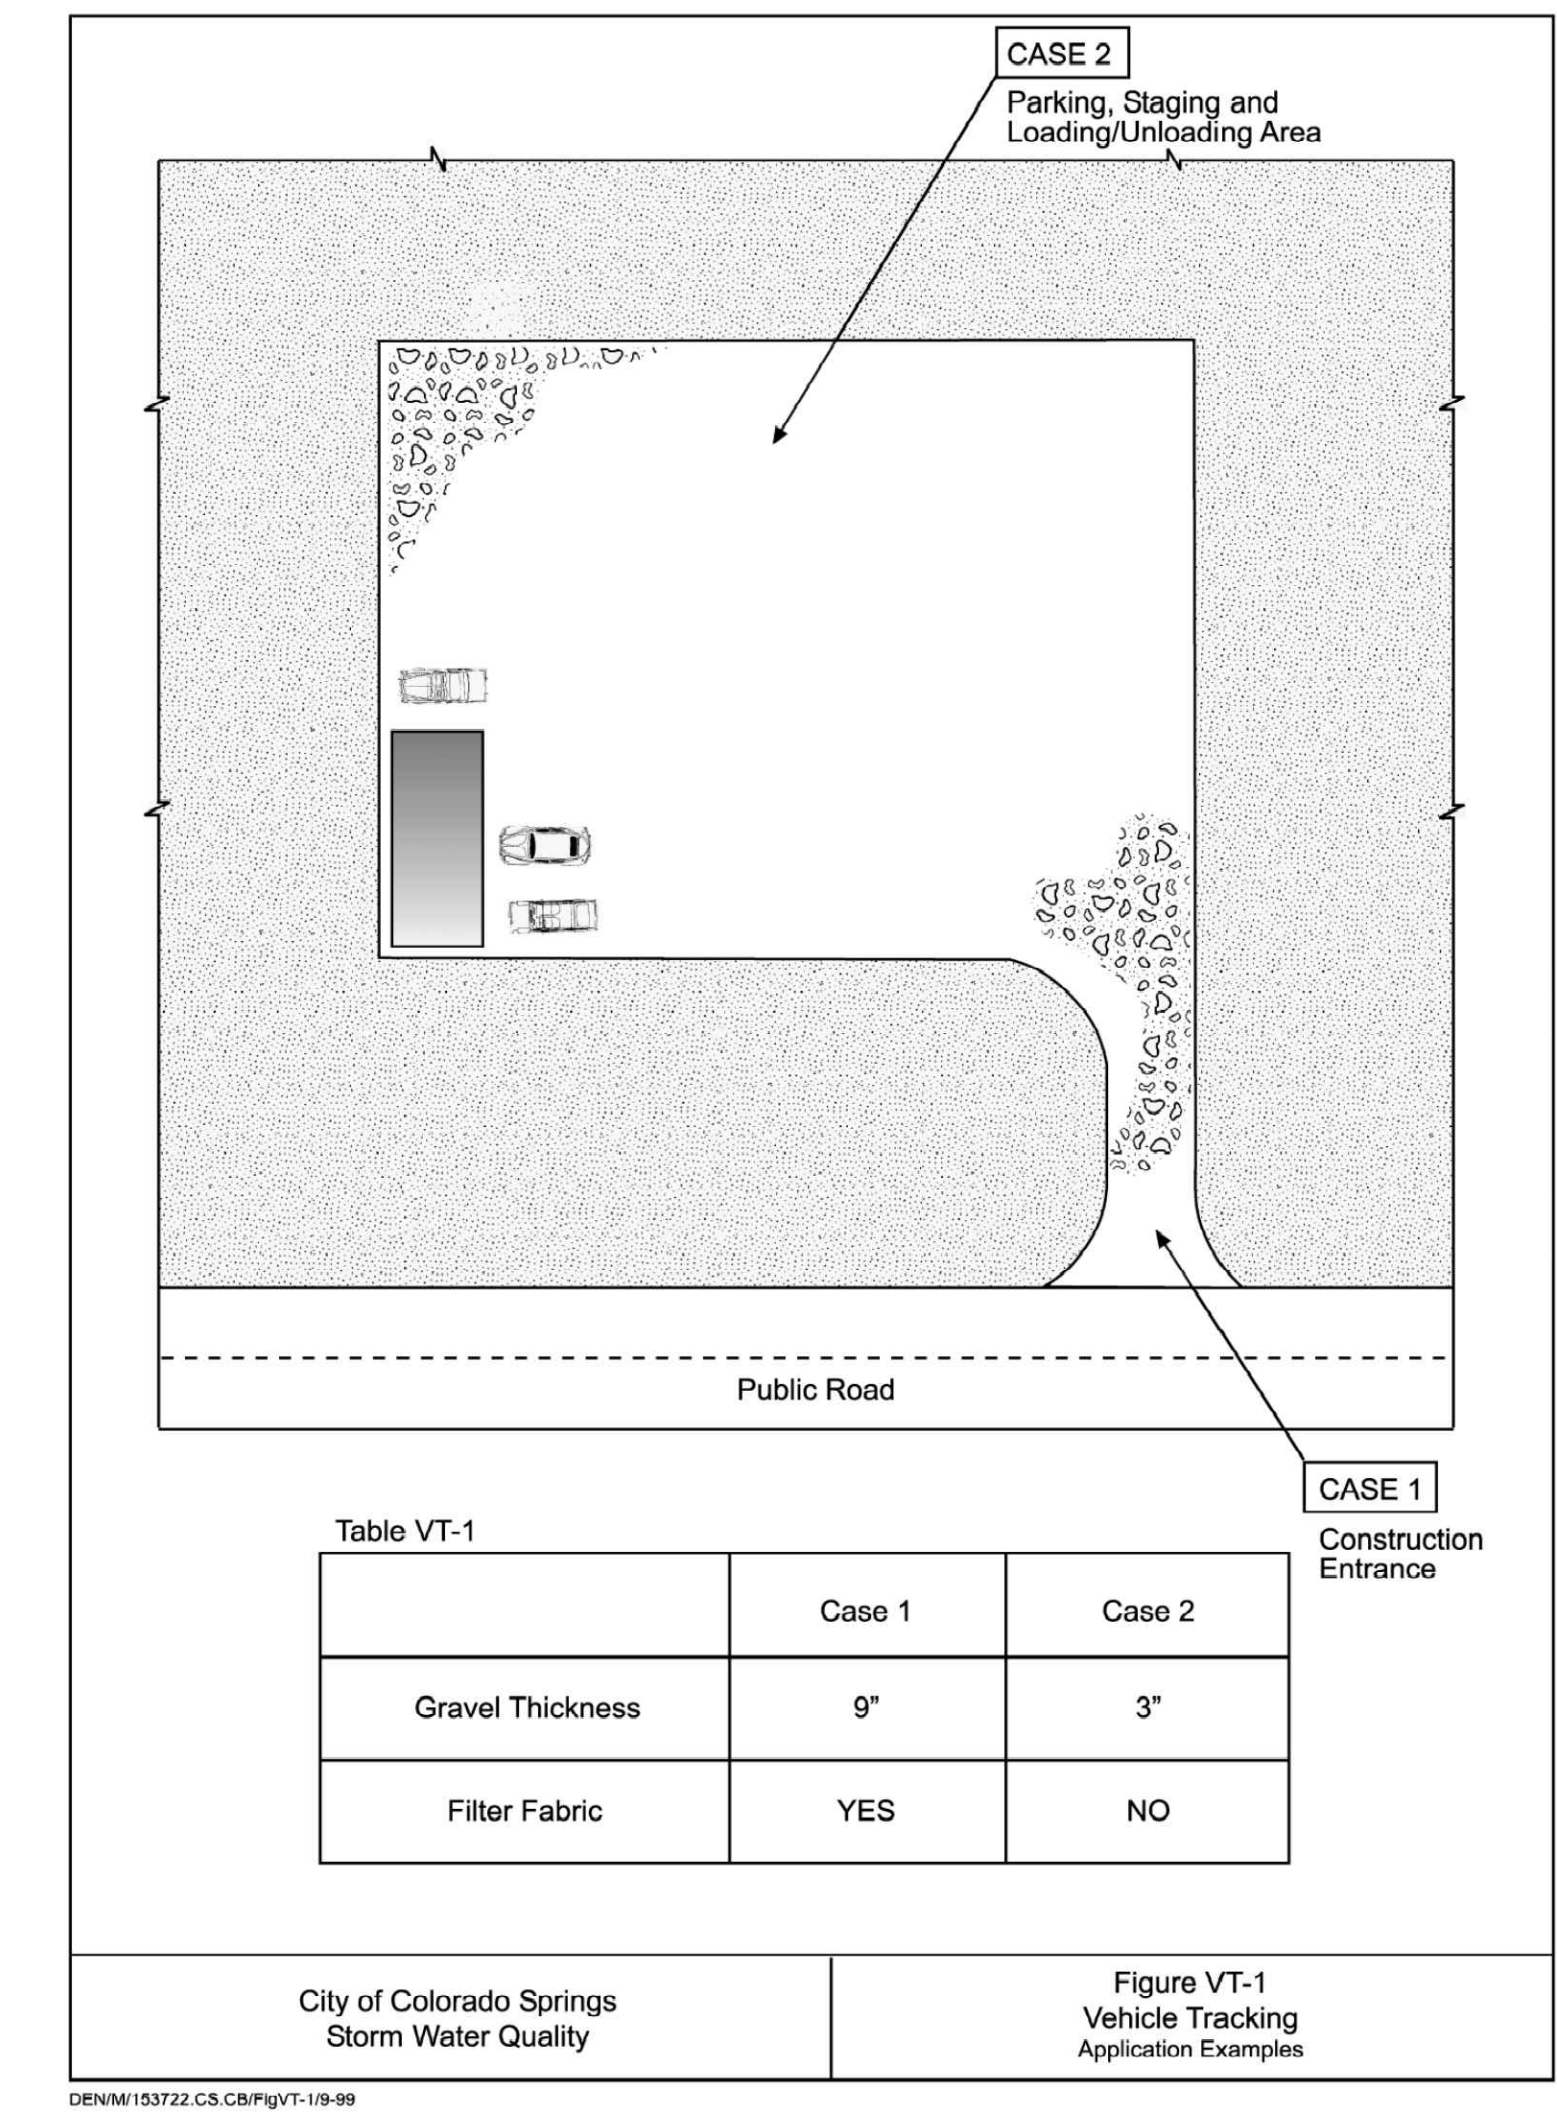 CASE 2
Parking, Staging and
Loading/Unloading Area
Public Road
CASE 1
Construction
Entrance
Table VT-1
Case 1
Case 2
Gravel Thickness
9”
3”
Filter Fabric
YES
NO
City of Colorado Springs
Storm Water Quality
Figure VT-1
Vehicle Tracking
Application Examples
DEN/M/153722.CS.CB/FigVT-1/9-99